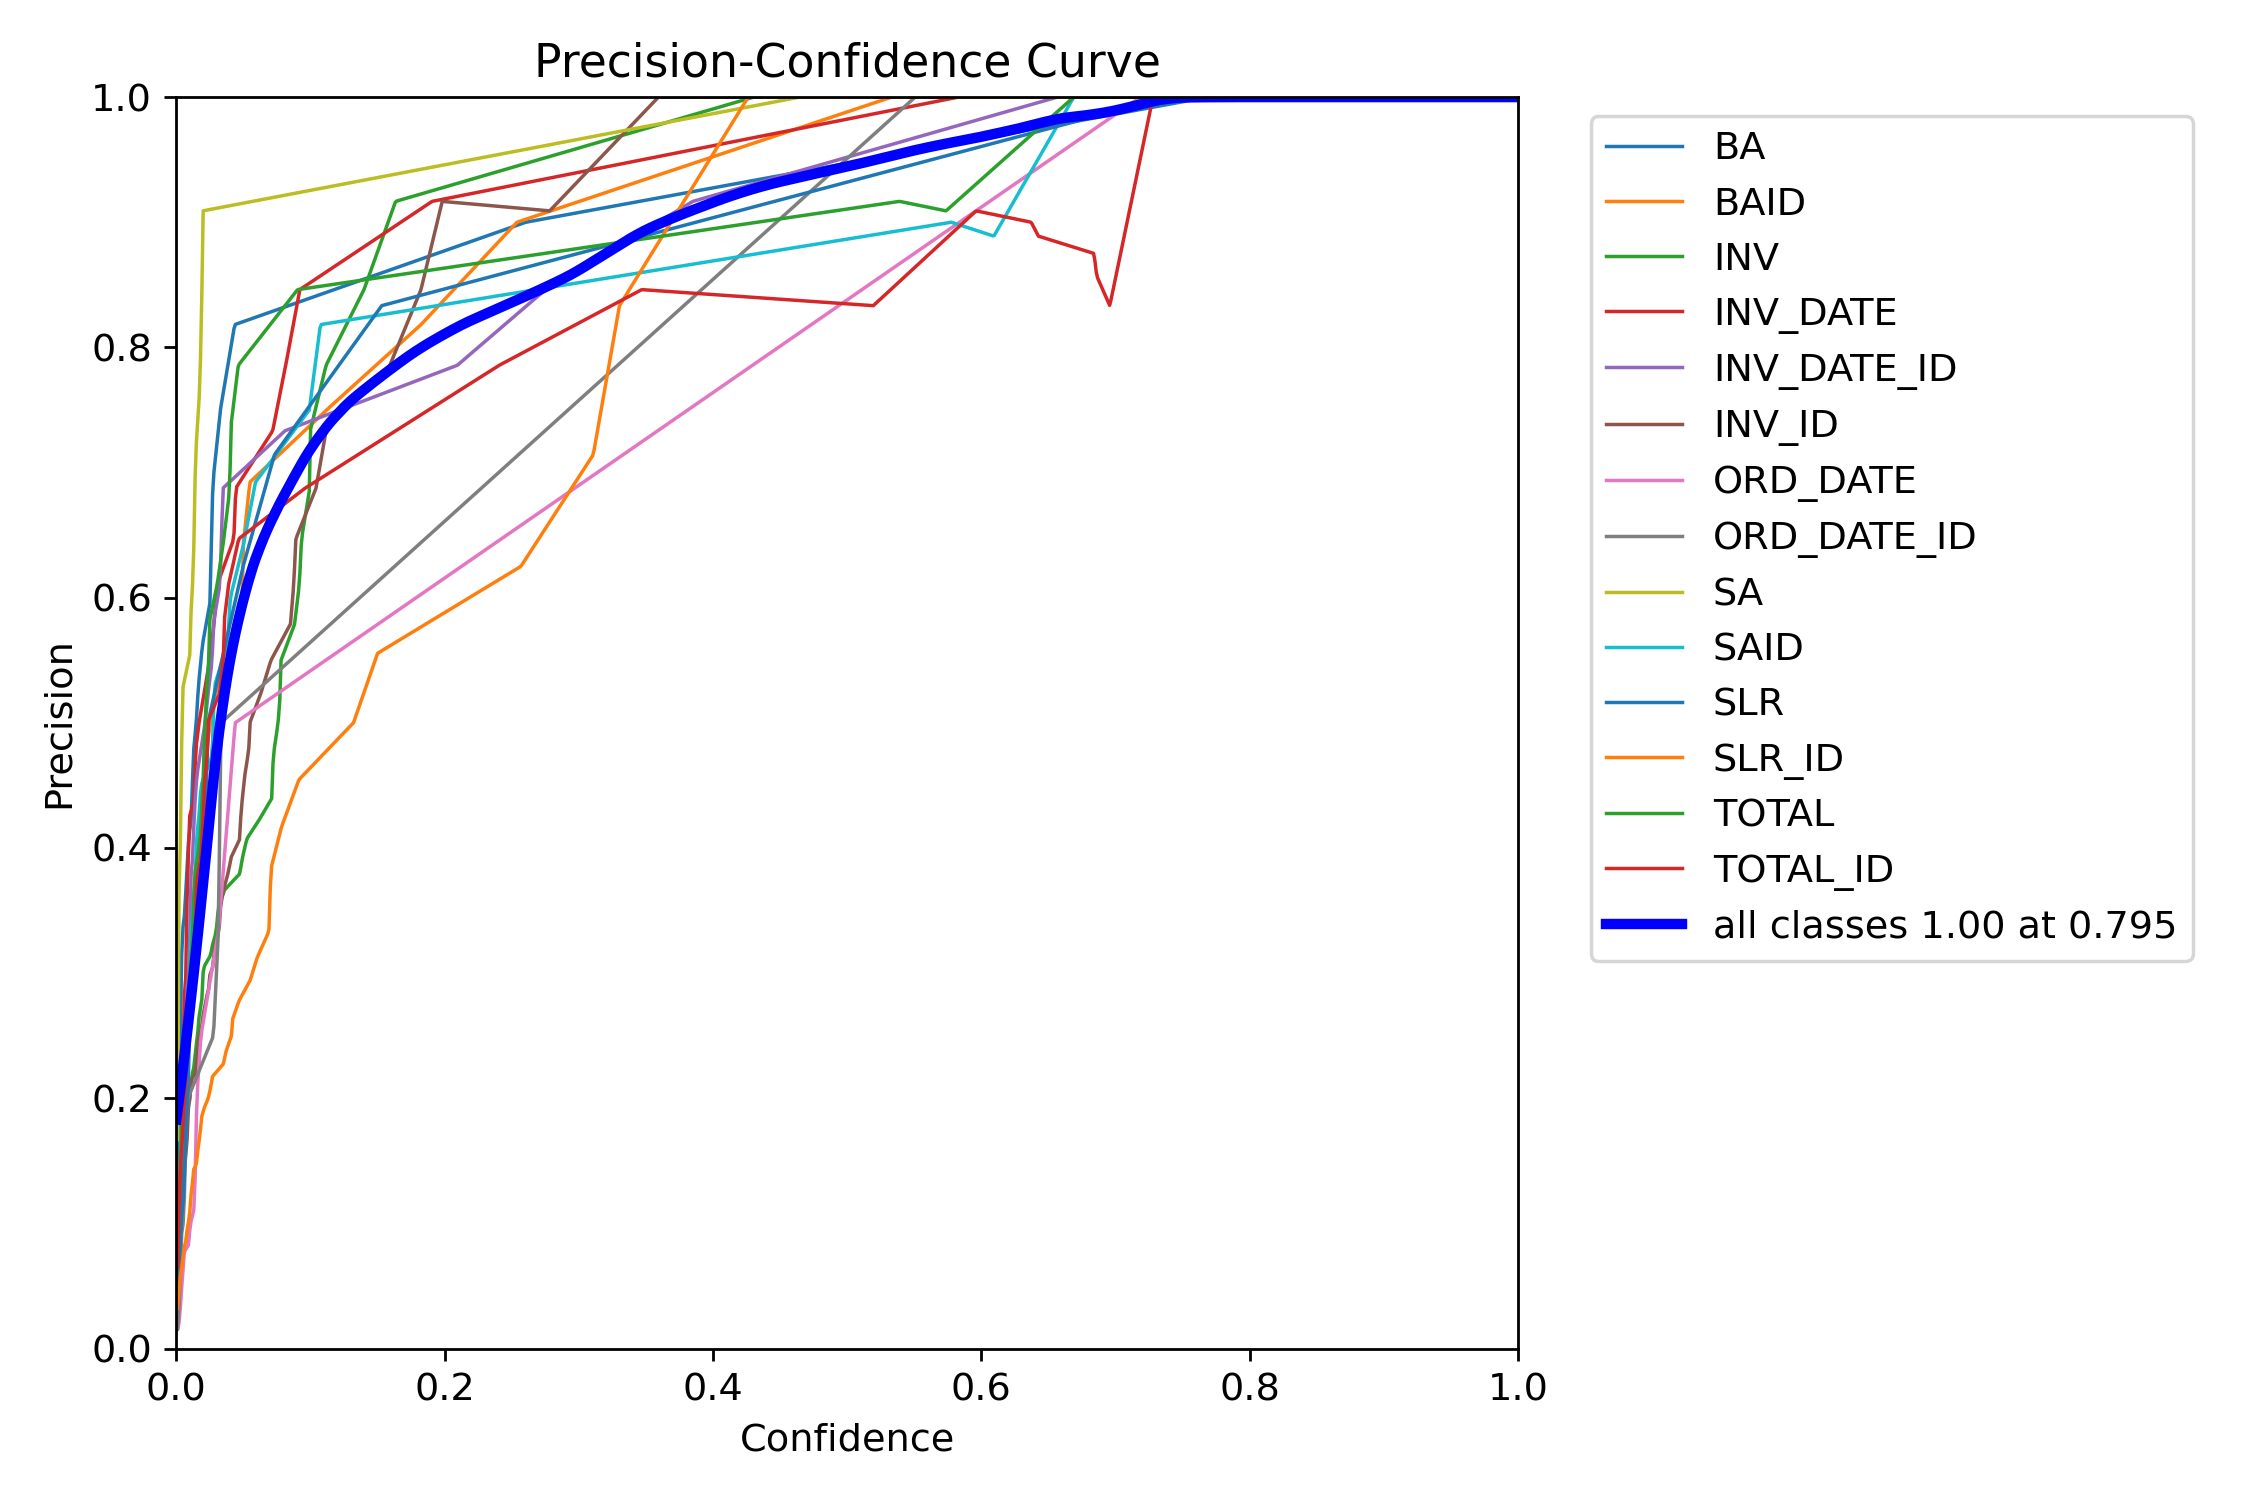 Precision-Confidence Curve
1.0
0.8
0.6
0.4
0.2
0.0
Precision
0.0 0.2 0.4 0.6 0.8 1.0
Confidence
BA
BAID
INV
INV_DATE
INV_DATE_ID
INV_ID
ORD_DATE
ORD_DATE_ID
SA
SAID
SLR
SLR_ID
TOTAL
TOTAL_ID
all classes 1.00 at 0.795